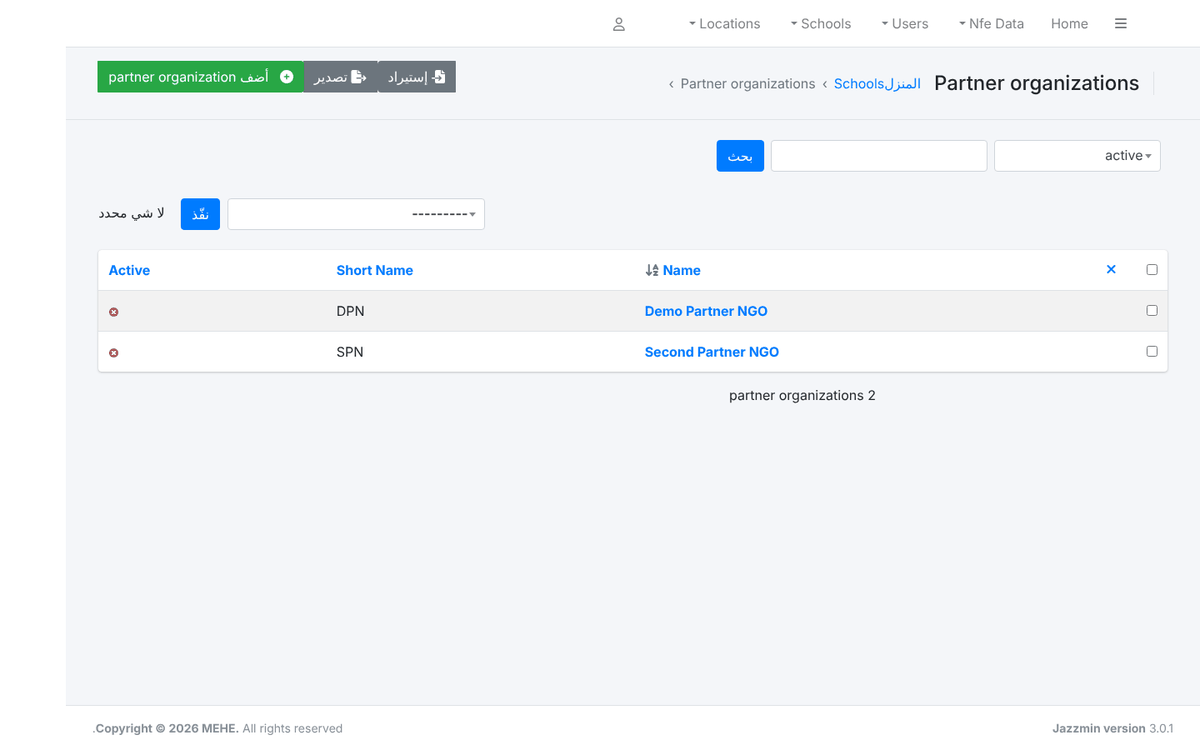 Home Nfe Data Users Schools Locations
Partner organizations
المنزل Schools › Partner organizations ›
إستيراد تصدير أضف partner organization
active بحث
--------- نفّذ لا شي محدد
Name Short Name Active
Demo Partner NGO DPN
Second Partner NGO SPN
2 partner organizations
Jazzmin version 3.0.1
Copyright © 2026 MEHE. All rights reserved.